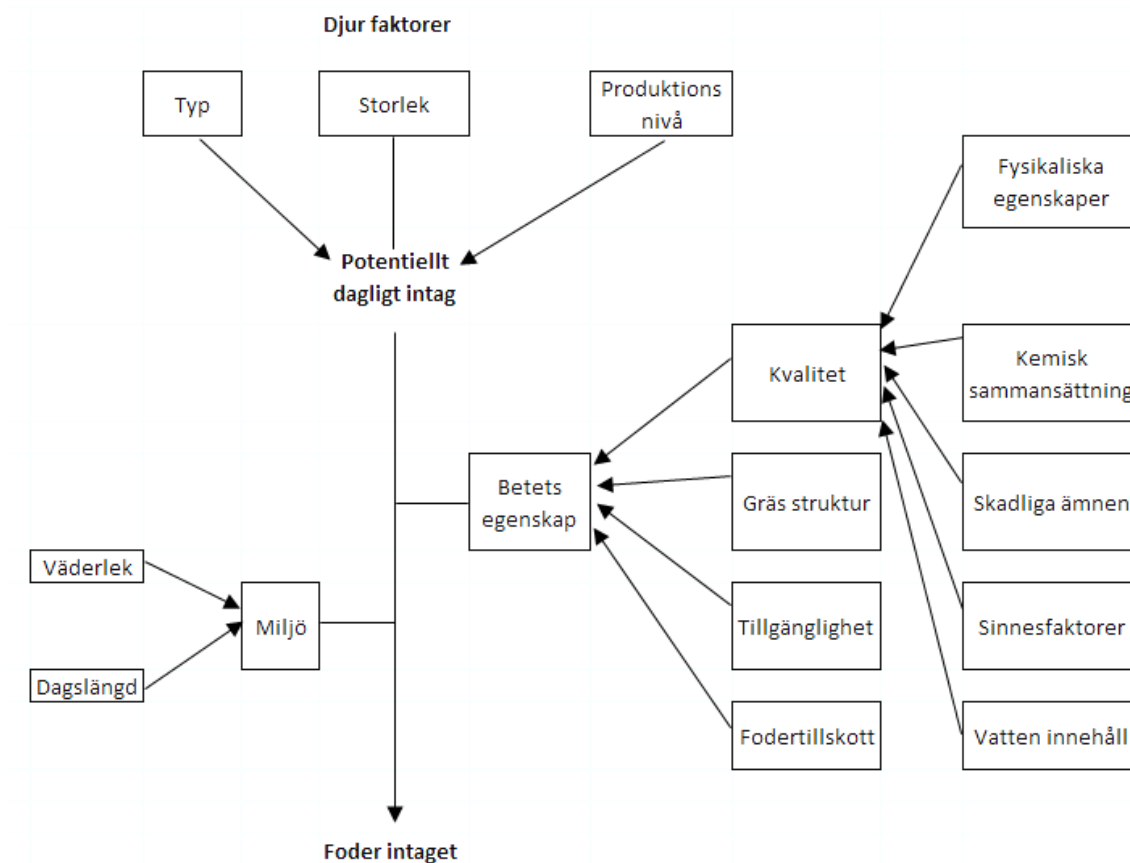 Djur faktorer
Typ
Storlek
Produktions
nivå
Fysikaliska
egenskaper
Potentiellt
dagligt intag
Kvalitet
Kemisk
sammansättning
Betets
egenskap
Gräs struktur
Skadliga ämnen
Väderlek
Miljö
Tillgänglighet
Sinnesfaktorer
Dagslängd
Fodertillskott
Vatten innehåll
Foder intaget